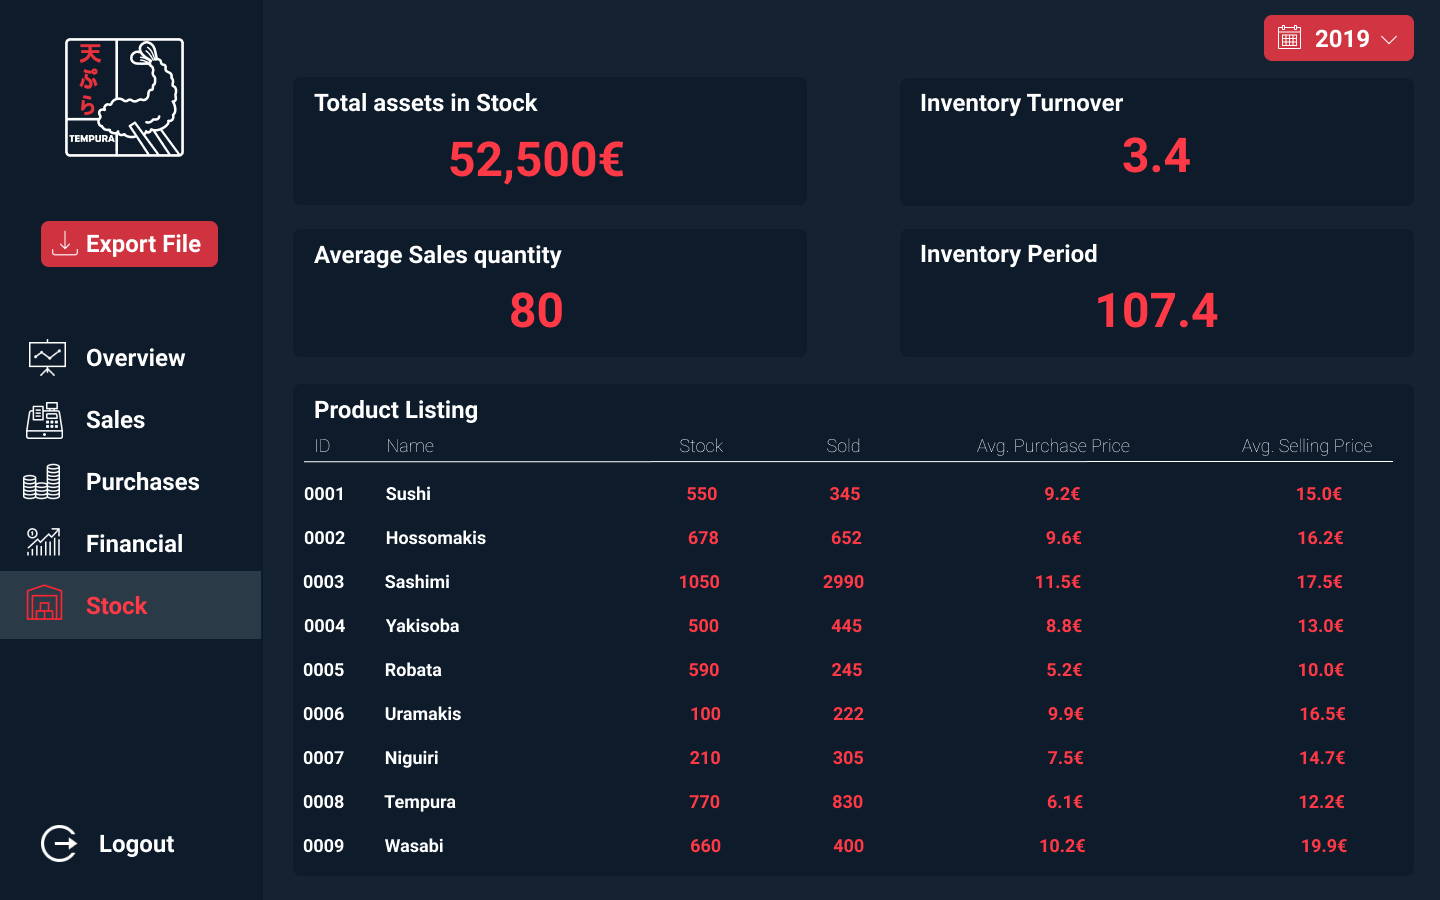 天ぷら
TEMPURA
Export File
Overview
Sales
Purchases
Financial
Stock
Logout
2019
Total assets in Stock
52,500€
Inventory Turnover
3.4
Average Sales quantity
80
Inventory Period
107.4
Product Listing
ID Name Stock Sold Avg. Purchase Price Avg. Selling Price
0001 Sushi 550 345 9.2€ 15.0€
0002 Hossomakis 678 652 9.6€ 16.2€
0003 Sashimi 1050 2990 11.5€ 17.5€
0004 Yakisoba 500 445 8.8€ 13.0€
0005 Robata 590 245 5.2€ 10.0€
0006 Uramakis 100 222 9.9€ 16.5€
0007 Niguiri 210 305 7.5€ 14.7€
0008 Tempura 770 830 6.1€ 12.2€
0009 Wasabi 660 400 10.2€ 19.9€